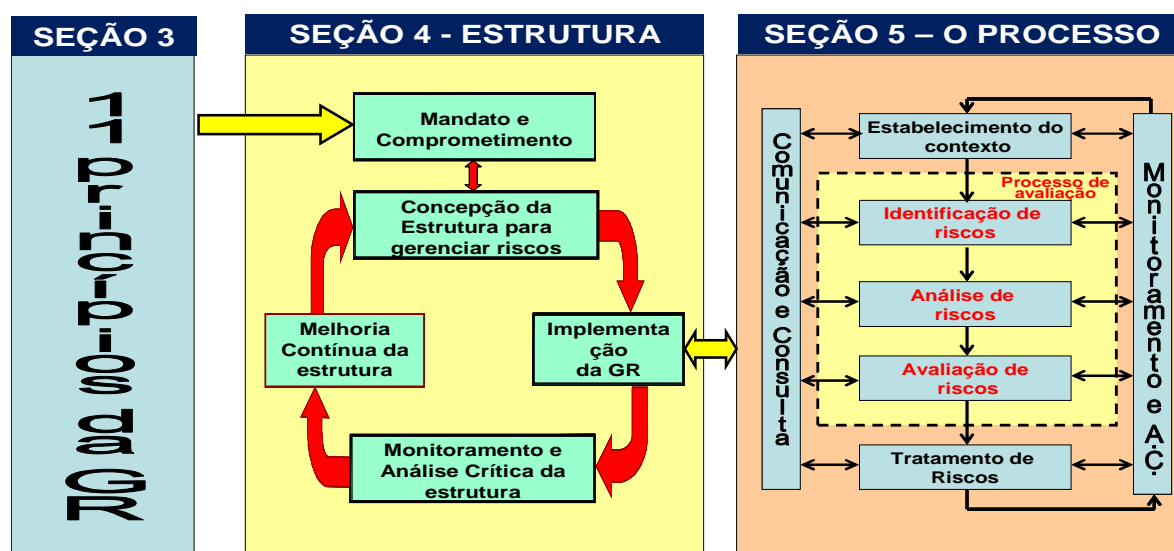 SEÇÃO 3
11 princípios da GR
SEÇÃO 4 - ESTRUTURA
Mandato e
Comprometimento
Concepção da
Estrutura para
gerenciar riscos
Melhoria
Contínua da
estrutura
Implementa
ção
da GR
Monitoramento e
Análise Crítica da
estrutura
SEÇÃO 5 – O PROCESSO
Comunicação e Consulta
Estabelecimento do
contexto
Processo de
avaliação
Identificação de
riscos
Análise de
riscos
Avaliação de
riscos
Tratamento de
Riscos
Monitoramento e A.C.